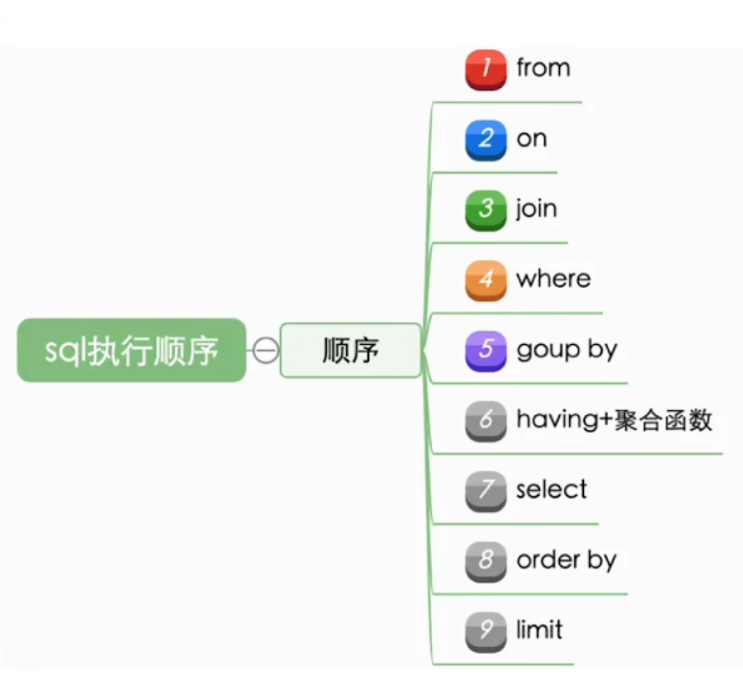 sql执行顺序
顺序
1 from
2 on
3 join
4 where
5 goup by
6 having+聚合函数
7 select
8 order by
9 limit